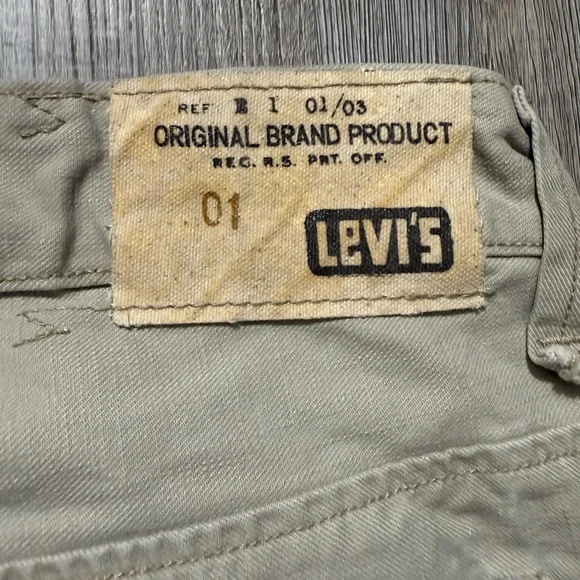 REF E 1 01/03
ORIGINAL BRAND PRODUCT
REG. R.S. PRT. OFF.
01
LeVI'S